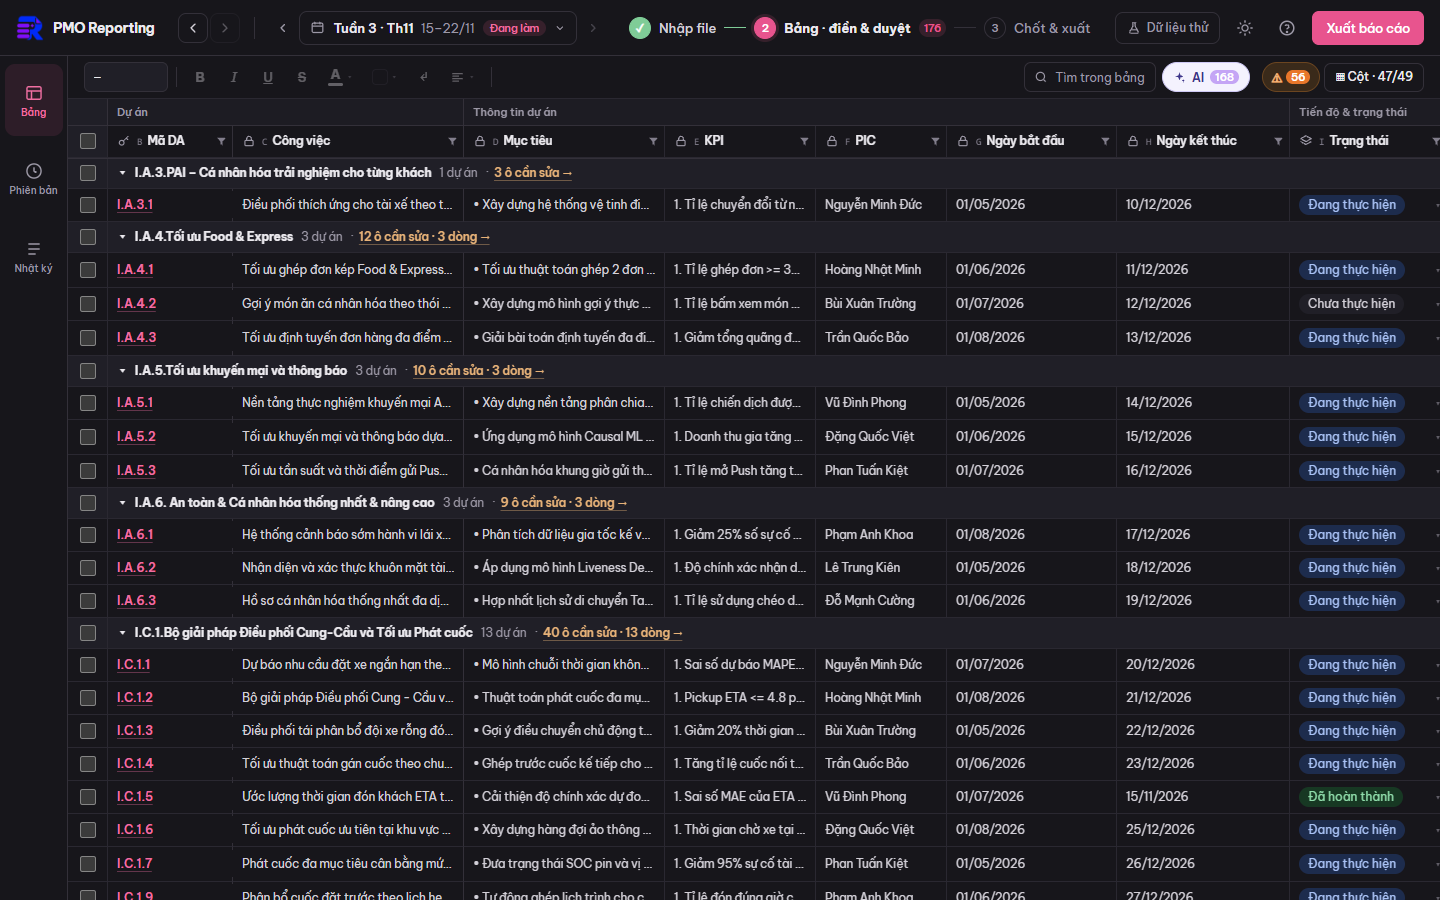 PMO Reporting
Tuần 3 · Th11 15–22/11 Đang làm
Nhập file
2 Bảng · điền & duyệt 176
3 Chốt & xuất
Dữ liệu thử
Xuất báo cáo
Bảng
Phiên bản
Nhật ký
–
B I U S A
Tìm trong bảng
AI 168
56
Cột · 47/49
Dự án Thông tin dự án Tiến độ & trạng thái
B Mã DA C Công việc D Mục tiêu E KPI F PIC G Ngày bắt đầu H Ngày kết thúc I Trạng thái
I.A.3.PAI – Cá nhân hóa trải nghiệm cho từng khách 1 dự án · 3 ô cần sửa →
I.A.3.1 Điều phối thích ứng cho tài xế theo t... • Xây dựng hệ thống vệ tinh di... 1. Tỉ lệ chuyển đổi từ n... Nguyễn Minh Đức 01/05/2026 10/12/2026 Đang thực hiện
I.A.4.Tối ưu Food & Express 3 dự án · 12 ô cần sửa · 3 dòng →
I.A.4.1 Tối ưu ghép đơn kép Food & Express... • Tối ưu thuật toán ghép 2 đơn ... 1. Tỉ lệ ghép đơn >= 3... Hoàng Nhật Minh 01/06/2026 11/12/2026 Đang thực hiện
I.A.4.2 Gợi ý món ăn cá nhân hóa theo thói ... • Xây dựng mô hình gợi ý thực ... 1. Tỉ lệ bấm xem món ... Bùi Xuân Trường 01/07/2026 12/12/2026 Chưa thực hiện
I.A.4.3 Tối ưu định tuyến đơn hàng đa điểm ... • Giải bài toán định tuyến đa đi... 1. Giảm tổng quãng đ... Trần Quốc Bảo 01/08/2026 13/12/2026 Đang thực hiện
I.A.5.Tối ưu khuyến mại và thông báo 3 dự án · 10 ô cần sửa · 3 dòng →
I.A.5.1 Nền tảng thực nghiệm khuyến mại A... • Xây dựng nền tảng phân chia... 1. Tỉ lệ chiến dịch đượ... Vũ Đình Phong 01/05/2026 14/12/2026 Đang thực hiện
I.A.5.2 Tối ưu khuyến mại và thông báo dựa... • Ứng dụng mô hình Causal ML ... 1. Doanh thu gia tăng ... Đặng Quốc Việt 01/06/2026 15/12/2026 Đang thực hiện
I.A.5.3 Tối ưu tần suất và thời điểm gửi Pus... • Cá nhân hóa khung giờ gửi th... 1. Tỉ lệ mở Push tăng t... Phan Tuấn Kiệt 01/07/2026 16/12/2026 Đang thực hiện
I.A.6. An toàn & Cá nhân hóa thống nhất & nâng cao 3 dự án · 9 ô cần sửa · 3 dòng →
I.A.6.1 Hệ thống cảnh báo sớm hành vi lái x... • Phân tích dữ liệu gia tốc kế v... 1. Giảm 25% số sự cố ... Phạm Anh Khoa 01/08/2026 17/12/2026 Đang thực hiện
I.A.6.2 Nhận diện và xác thực khuôn mặt tài... • Áp dụng mô hình Liveness De... 1. Độ chính xác nhận d... Lê Trung Kiên 01/05/2026 18/12/2026 Đang thực hiện
I.A.6.3 Hồ sơ cá nhân hóa thống nhất đa dị... • Hợp nhất lịch sử di chuyển Ta... 1. Tỉ lệ sử dụng chéo d... Đỗ Mạnh Cường 01/06/2026 19/12/2026 Đang thực hiện
I.C.1.Bộ giải pháp Điều phối Cung-Cầu và Tối ưu Phát cuốc 13 dự án · 40 ô cần sửa · 13 dòng →
I.C.1.1 Dự báo nhu cầu đặt xe ngắn hạn the... • Mô hình chuỗi thời gian khôn... 1. Sai số dự báo MAPE... Nguyễn Minh Đức 01/07/2026 20/12/2026 Đang thực hiện
I.C.1.2 Bộ giải pháp Điều phối Cung - Cầu v... • Thuật toán phát cuốc đa mụ... 1. Pickup ETA <= 4.8 p... Hoàng Nhật Minh 01/08/2026 21/12/2026 Đang thực hiện
I.C.1.3 Điều phối tái phân bổ đội xe rỗng đó... • Gợi ý điều chuyển chủ động t... 1. Giảm 20% thời gian ... Bùi Xuân Trường 01/05/2026 22/12/2026 Đang thực hiện
I.C.1.4 Tối ưu thuật toán gán cuốc theo chu... • Ghép trước cuốc kế tiếp cho ... 1. Tăng tỉ lệ cuốc nối t... Trần Quốc Bảo 01/06/2026 23/12/2026 Đang thực hiện
I.C.1.5 Ước lượng thời gian đón khách ETA t... • Cải thiện độ chính xác dự đo... 1. Sai số MAE của ETA ... Vũ Đình Phong 01/07/2026 15/11/2026 Đã hoàn thành
I.C.1.6 Tối ưu phát cuốc ưu tiên tại khu vực ... • Xây dựng hàng đợi ảo thông ... 1. Thời gian chờ xe tại ... Đặng Quốc Việt 01/08/2026 25/12/2026 Đang thực hiện
I.C.1.7 Phát cuốc đa mục tiêu cân bằng mứ... • Đưa trạng thái SOC pin và vị ... 1. Giảm 95% sự cố tài ... Phan Tuấn Kiệt 01/05/2026 26/12/2026 Đang thực hiện
I.C.1.9 Phân bổ cuốc đặt trước theo lịch he... • Tự động ghép lịch trình cho c... 1. Tỉ lệ đón đúng giờ c... Phạm Anh Khoa 01/06/2026 27/12/2026 Đang thực hiện